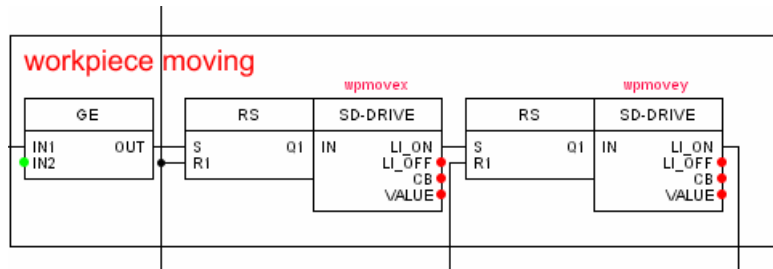 workpiece moving
wpmovex wpmovey
GE RS SD-DRIVE RS SD-DRIVE
IN1 OUT S Q1 IN LI_ON S Q1 IN LI_ON
IN2 R1 LI_OFF R1 LI_OFF
CB CB
VALUE VALUE